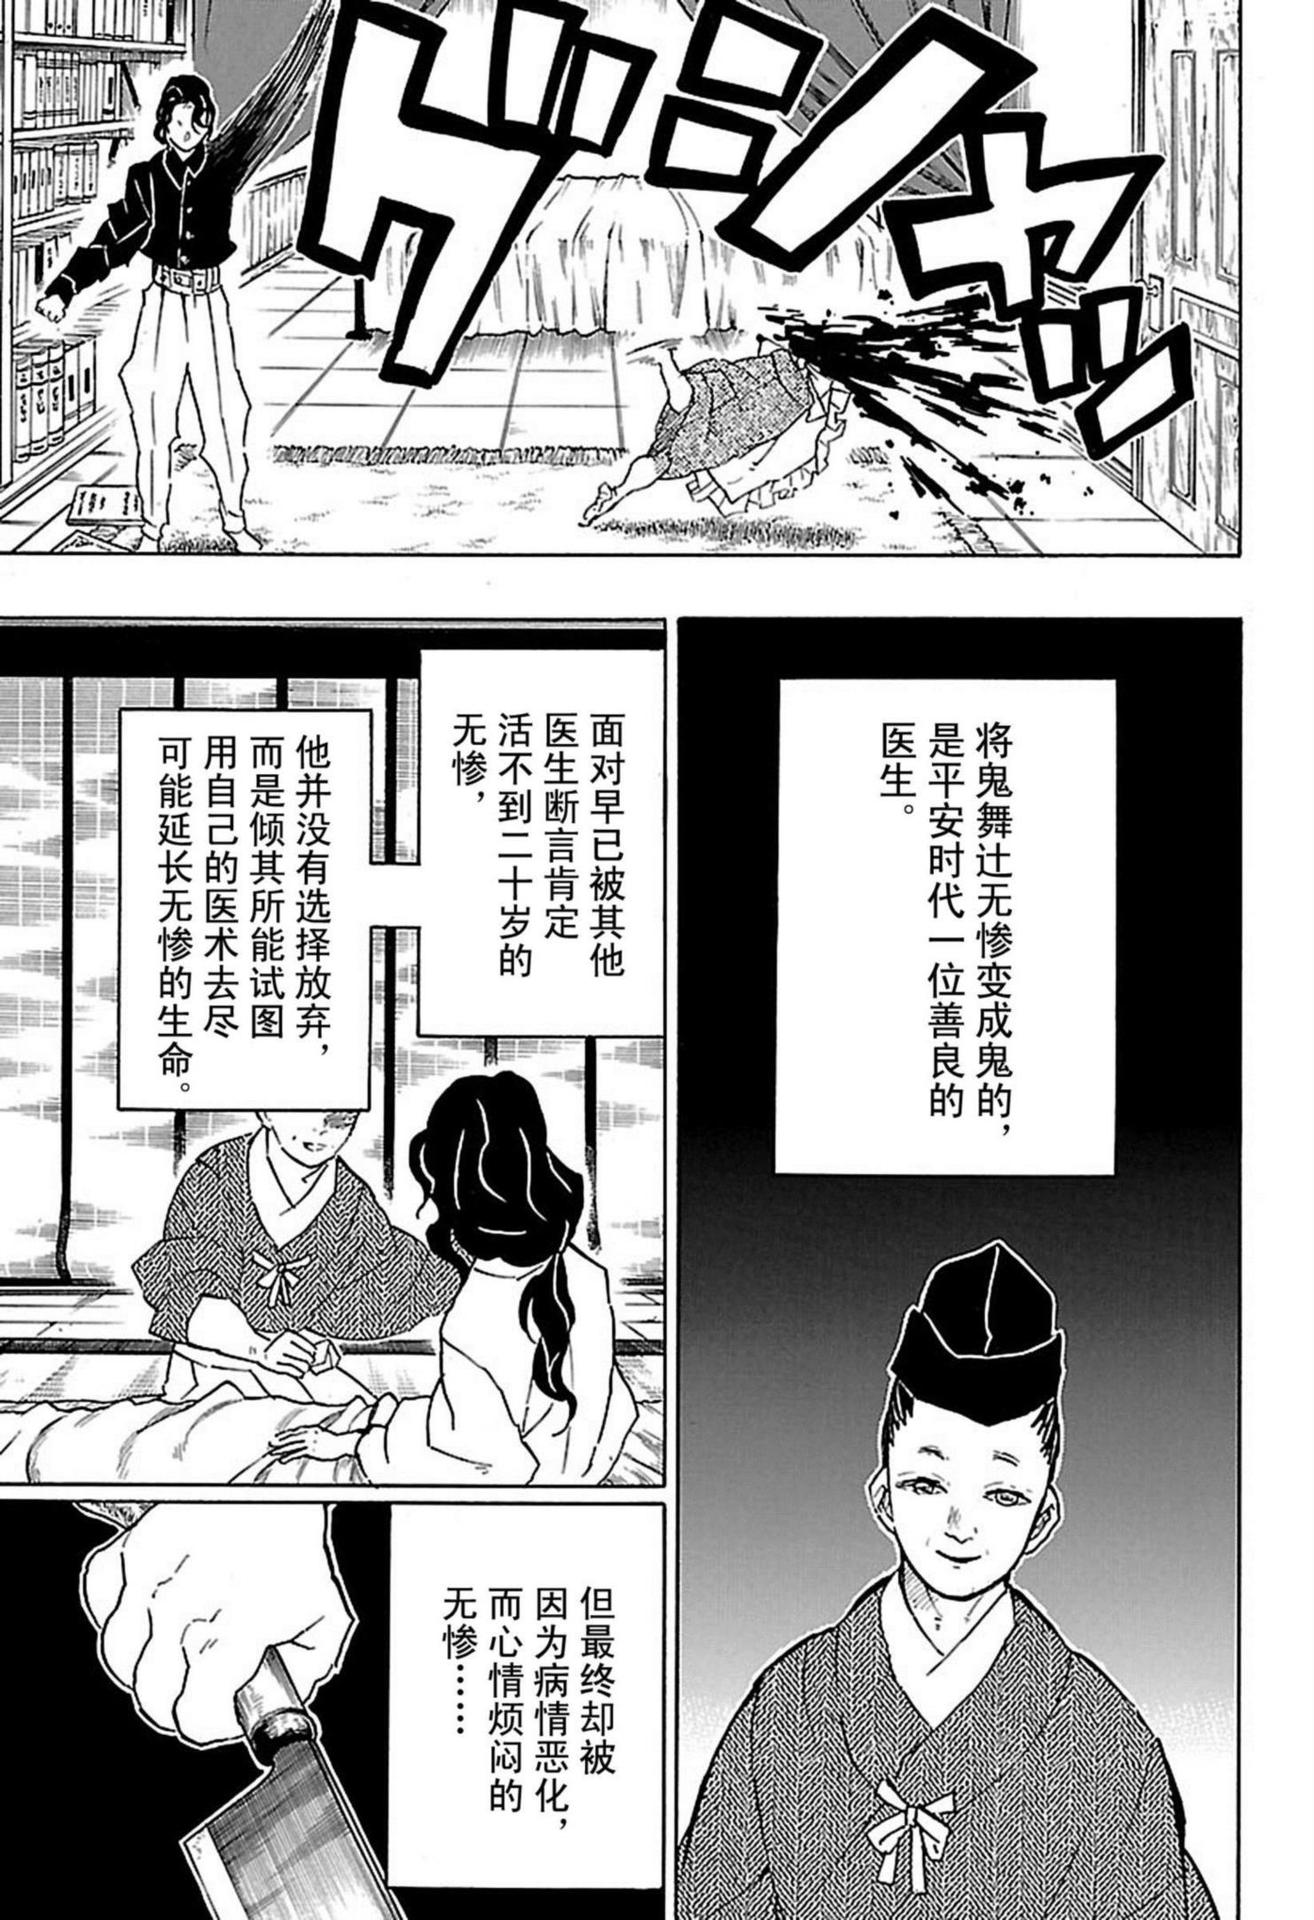 グシャッ
将鬼舞辻无惨变成鬼的，
是平安时代一位善良的
医生。
面对早已被其他
医生断言肯定
活不到二十岁的
无惨，
他并没有选择放弃，
而是倾其所能试图
用自己的医术去尽
可能延长无惨的生命。
但最终却被
因为病情恶化，
而心情烦闷的
无惨……